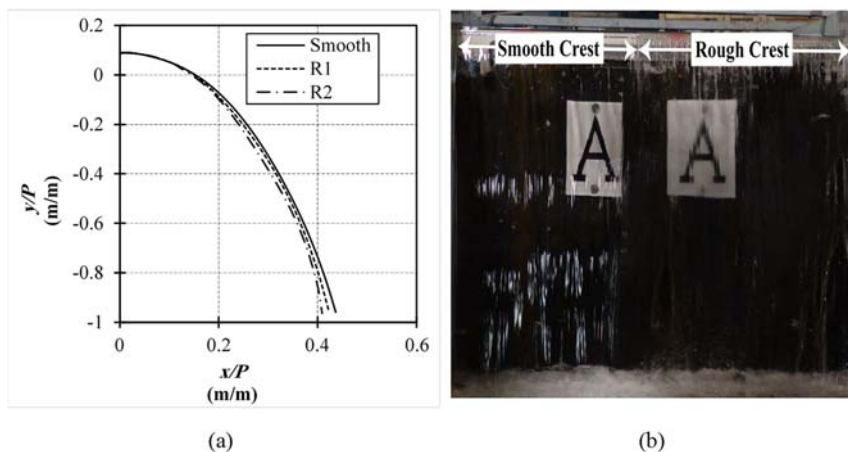 0.2
0
-0.2
-0.4
-0.6
-0.8
-1
y/P
(m/m)
Smooth
R1
R2
0 0.2 0.4 0.6
x/P
(m/m)
(a)
Smooth Crest Rough Crest
A A
(b)